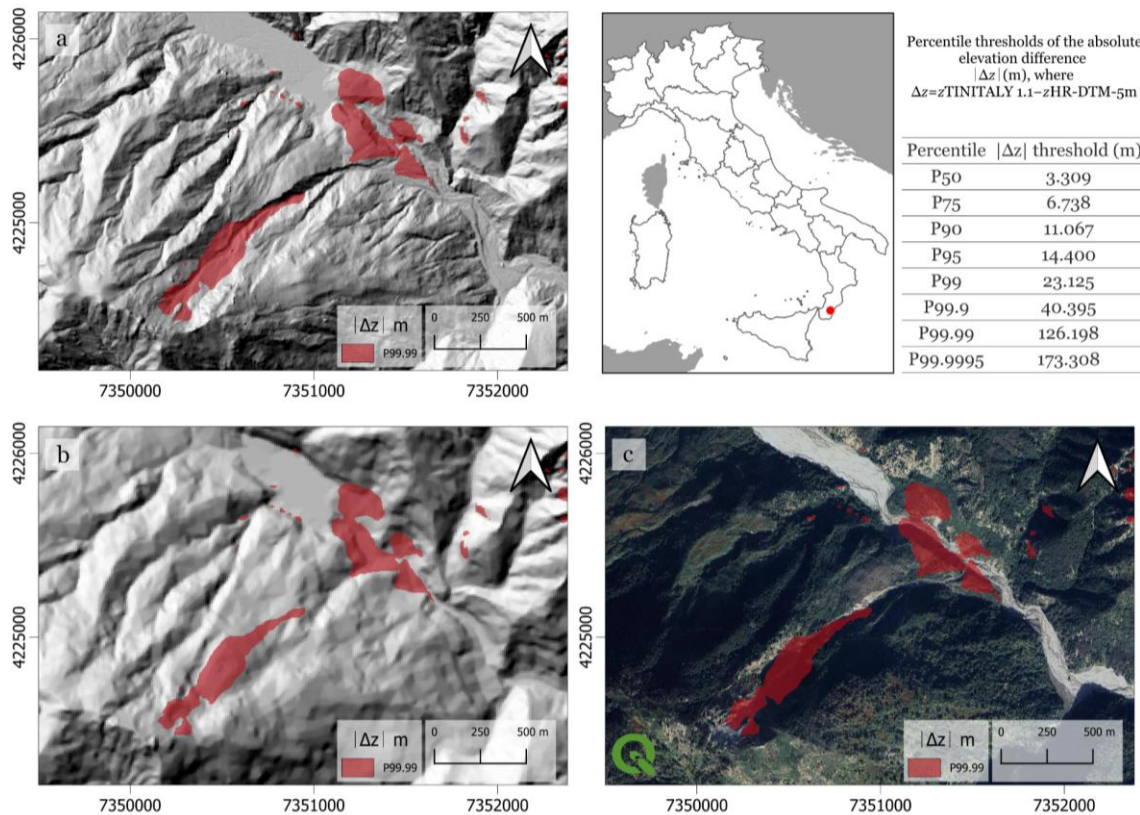 a
4226000
4225000
|Δz| m
P99.99
0 250 500 m
7350000 7351000 7352000
Percentile thresholds of the absolute
elevation difference
|Δz| (m), where
Δz=zTINITALY 1.1−zHR-DTM-5m
Percentile |Δz| threshold (m)
P50 3.309
P75 6.738
P90 11.067
P95 14.400
P99 23.125
P99.9 40.395
P99.99 126.198
P99.9995 173.308
b
4226000
4225000
|Δz| m
P99.99
0 250 500 m
7350000 7351000 7352000
c
4226000
4225000
|Δz| m
P99.99
0 250 500 m
7350000 7351000 7352000